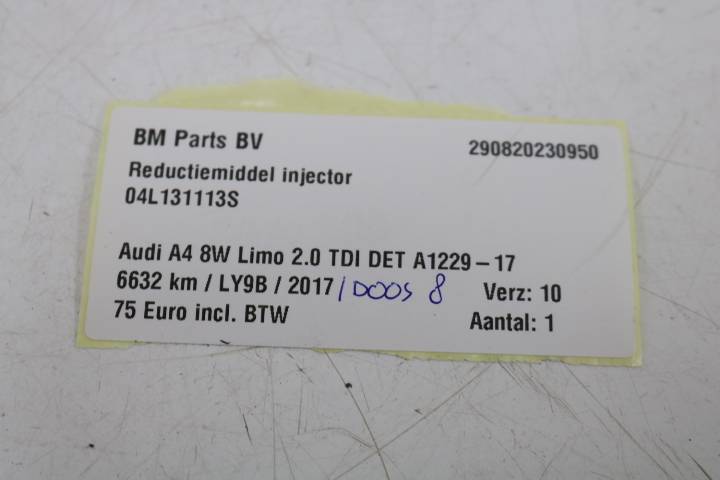 BM Parts BV 290820230950
Reductiemiddel injector
04L131113S
Audi A4 8W Limo 2.0 TDI DET A1229-17
6632 km / LY9B / 2017 / DOOS 8 Verz: 10
75 Euro incl. BTW Aantal: 1